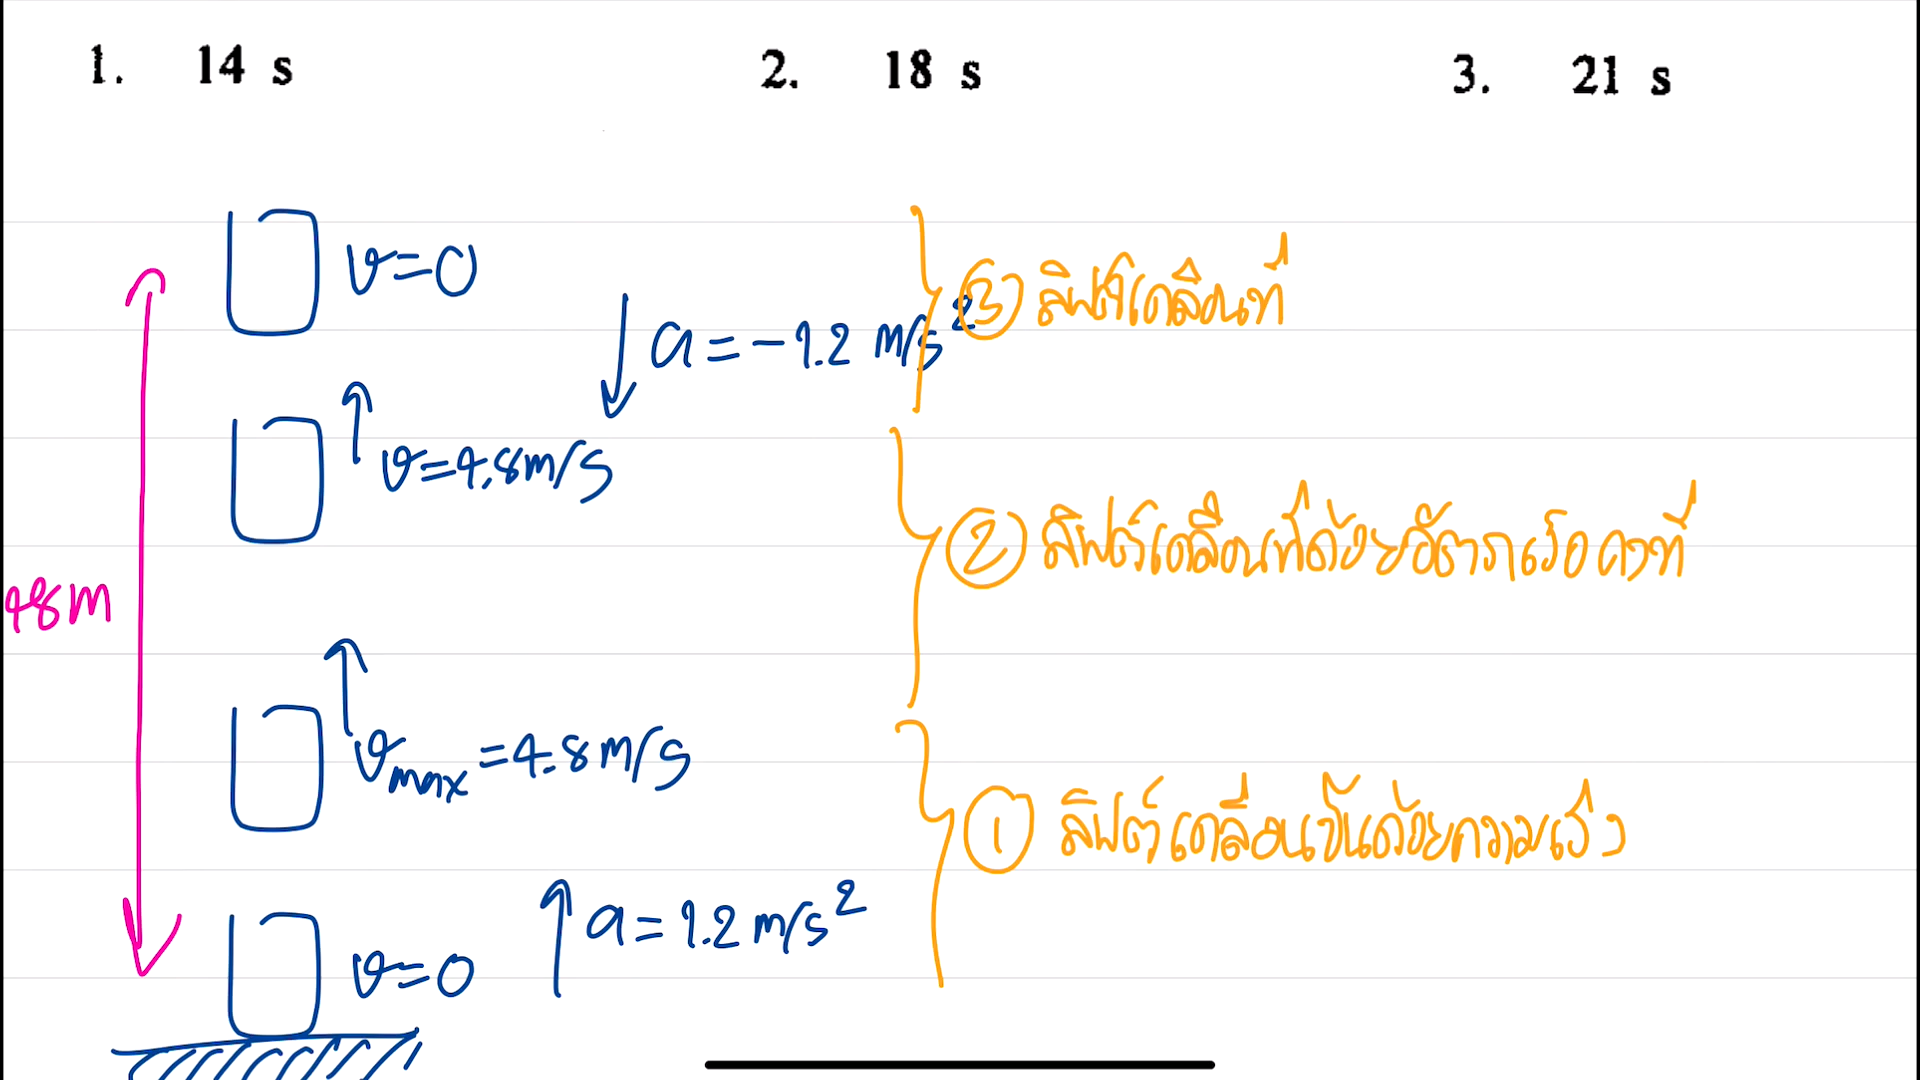 1. 14 s 2. 18 s 3. 21 s
v=0
a=-1.2 m/s²
③ ลิฟต์เคลื่อนที่
v=4.8m/s
② ลิฟต์เคลื่อนที่ด้วยอัตราเร็วคงที่
48m
vmax=4.8m/s
① ลิฟต์เคลื่อนขึ้นด้วยความเร่ง
a=1.2 m/s²
v=0